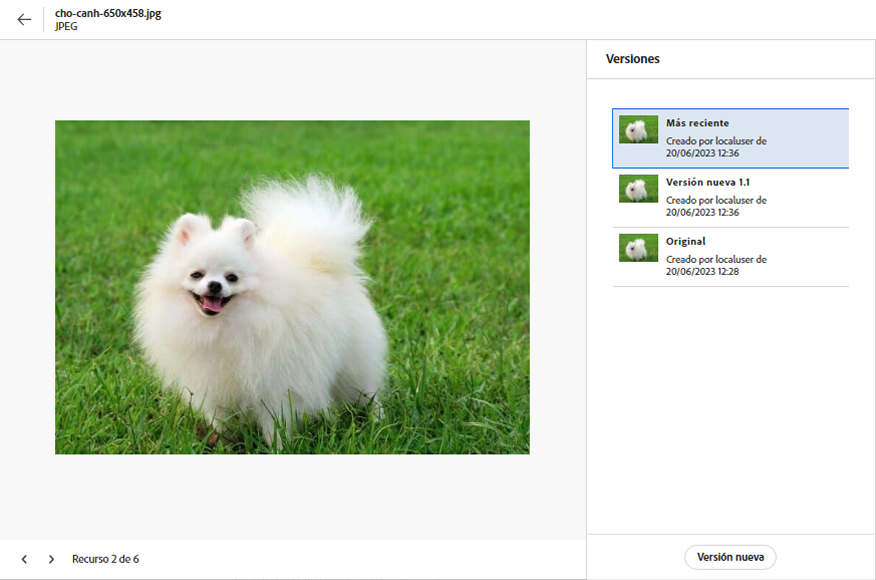 cho-canh-650x458.jpg
JPEG
Versiones
Más reciente
Creado por localuser de
20/06/2023 12:36
Versión nueva 1.1
Creado por localuser de
20/06/2023 12:36
Original
Creado por localuser de
20/06/2023 12:28
Recurso 2 de 6
Versión nueva